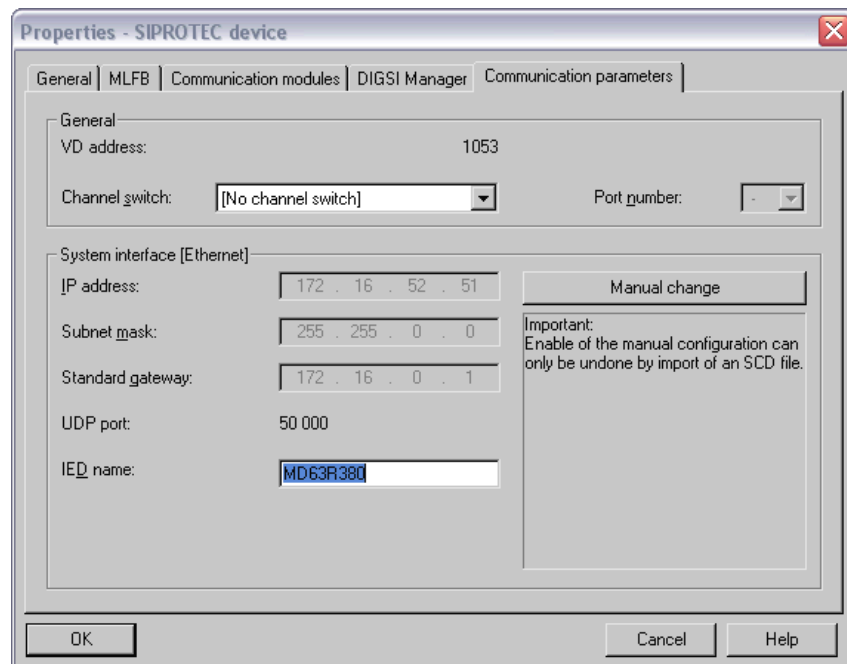 Properties - SIPROTEC device
General MLFB Communication modules DIGSI Manager Communication parameters
General
VD address: 1053
Channel switch: [No channel switch] Port number: -
System interface [Ethernet]
IP address: 172 . 16 . 52 . 51 Manual change
Important:
Enable of the manual configuration can
only be undone by import of an SCD file.
Subnet mask: 255 . 255 . 0 . 0
Standard gateway: 172 . 16 . 0 . 1
UDP port: 50 000
IED name: MD63R380
OK Cancel Help